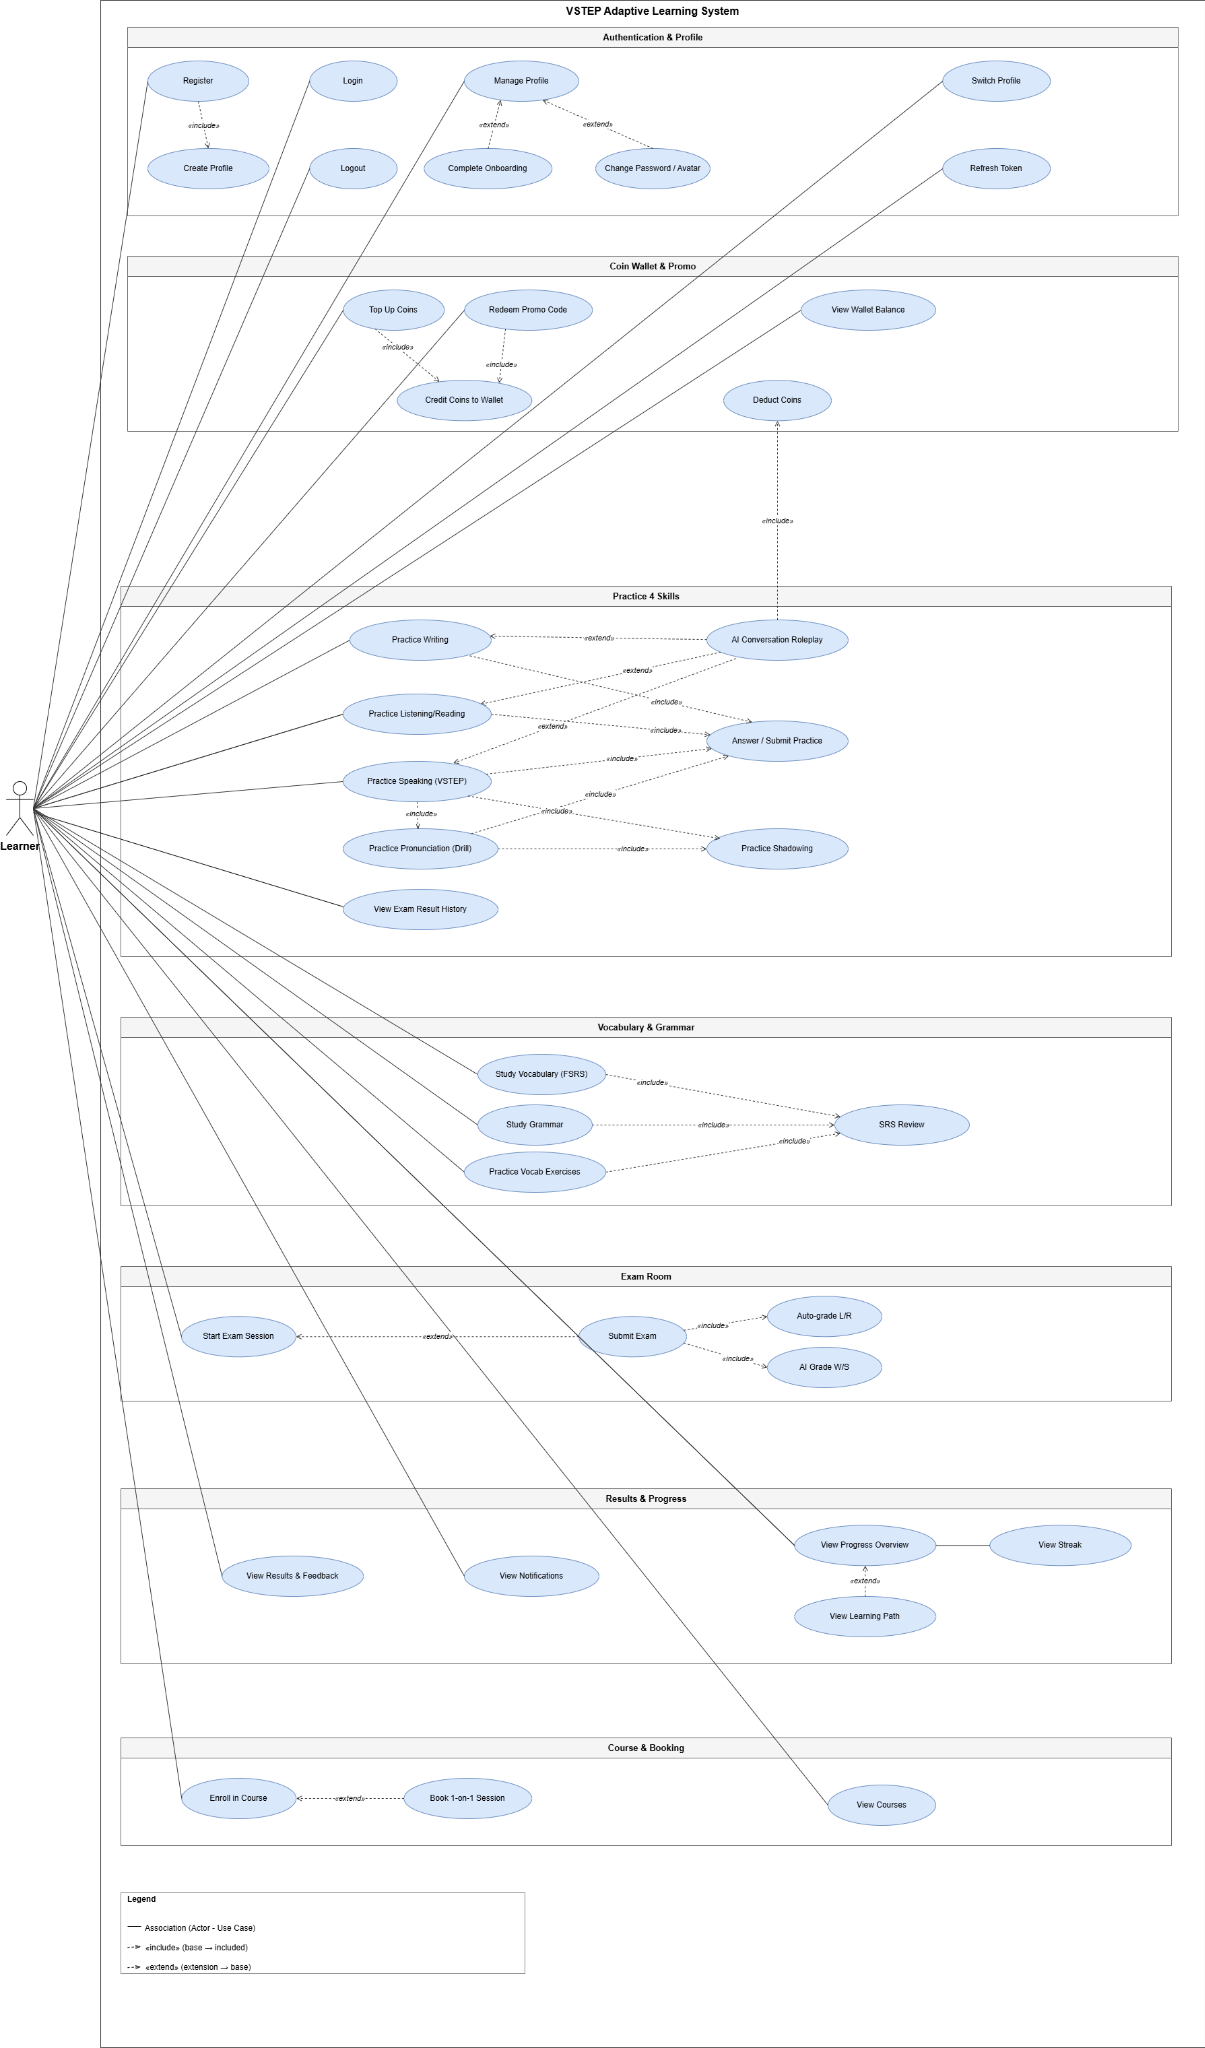 VSTEP Adaptive Learning System
Authentication & Profile
Register
Login
Manage Profile
Switch Profile
«include»
«extend»
«extend»
Create Profile
Logout
Complete Onboarding
Change Password / Avatar
Refresh Token
Coin Wallet & Promo
Top Up Coins
Redeem Promo Code
View Wallet Balance
«include»
«include»
Credit Coins to Wallet
Deduct Coins
«include»
Practice 4 Skills
Practice Writing
«extend»
AI Conversation Roleplay
«extend»
«include»
Practice Listening/Reading
«extend»
«include»
Answer / Submit Practice
«include»
Practice Speaking (VSTEP)
«include»
«include»
«include»
Practice Pronunciation (Drill)
«include»
Practice Shadowing
View Exam Result History
Learner
Vocabulary & Grammar
Study Vocabulary (FSRS)
«include»
Study Grammar
«include»
SRS Review
«include»
Practice Vocab Exercises
Exam Room
Start Exam Session
«extend»
Submit Exam
«include»
Auto-grade L/R
«include»
AI Grade W/S
Results & Progress
View Progress Overview
View Streak
View Results & Feedback
View Notifications
«extend»
View Learning Path
Course & Booking
Enroll in Course
«extend»
Book 1-on-1 Session
View Courses
Legend
Association (Actor - Use Case)
«include» (base → included)
«extend» (extension → base)